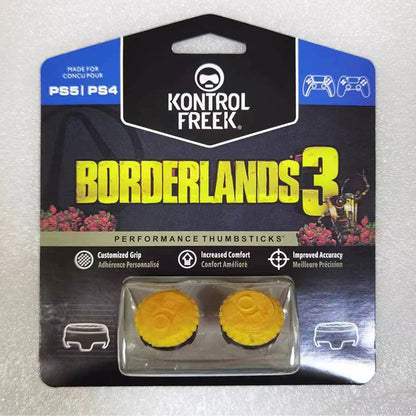 MADE FOR
CONCU POUR
PS5 | PS4
KONTROL
FREEK®
BORDERLANDS 3
PERFORMANCE THUMBSTICKS
Customized Grip
Adhérence Personnalisé
Increased Comfort
Confort Amélioré
Improved Accuracy
Meilleure Précision